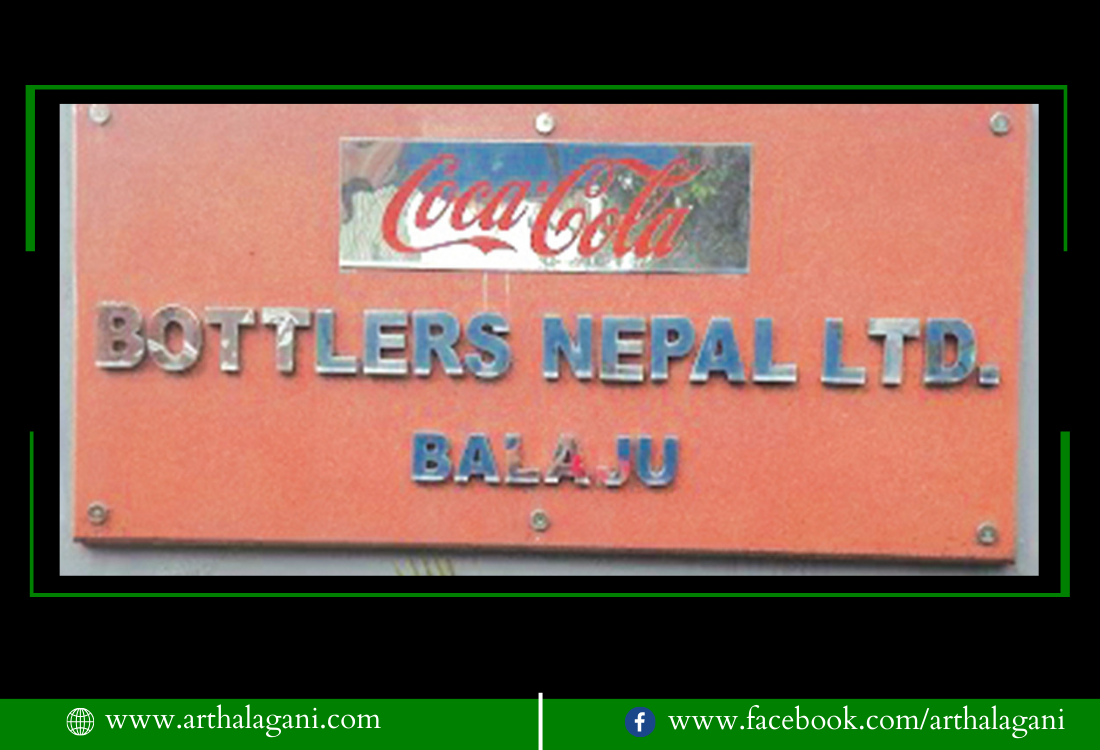 Coca-Cola
BOTTLERS NEPAL LTD.
BALAJU
www.arthalagani.com
www.facebook.com/arthalagani